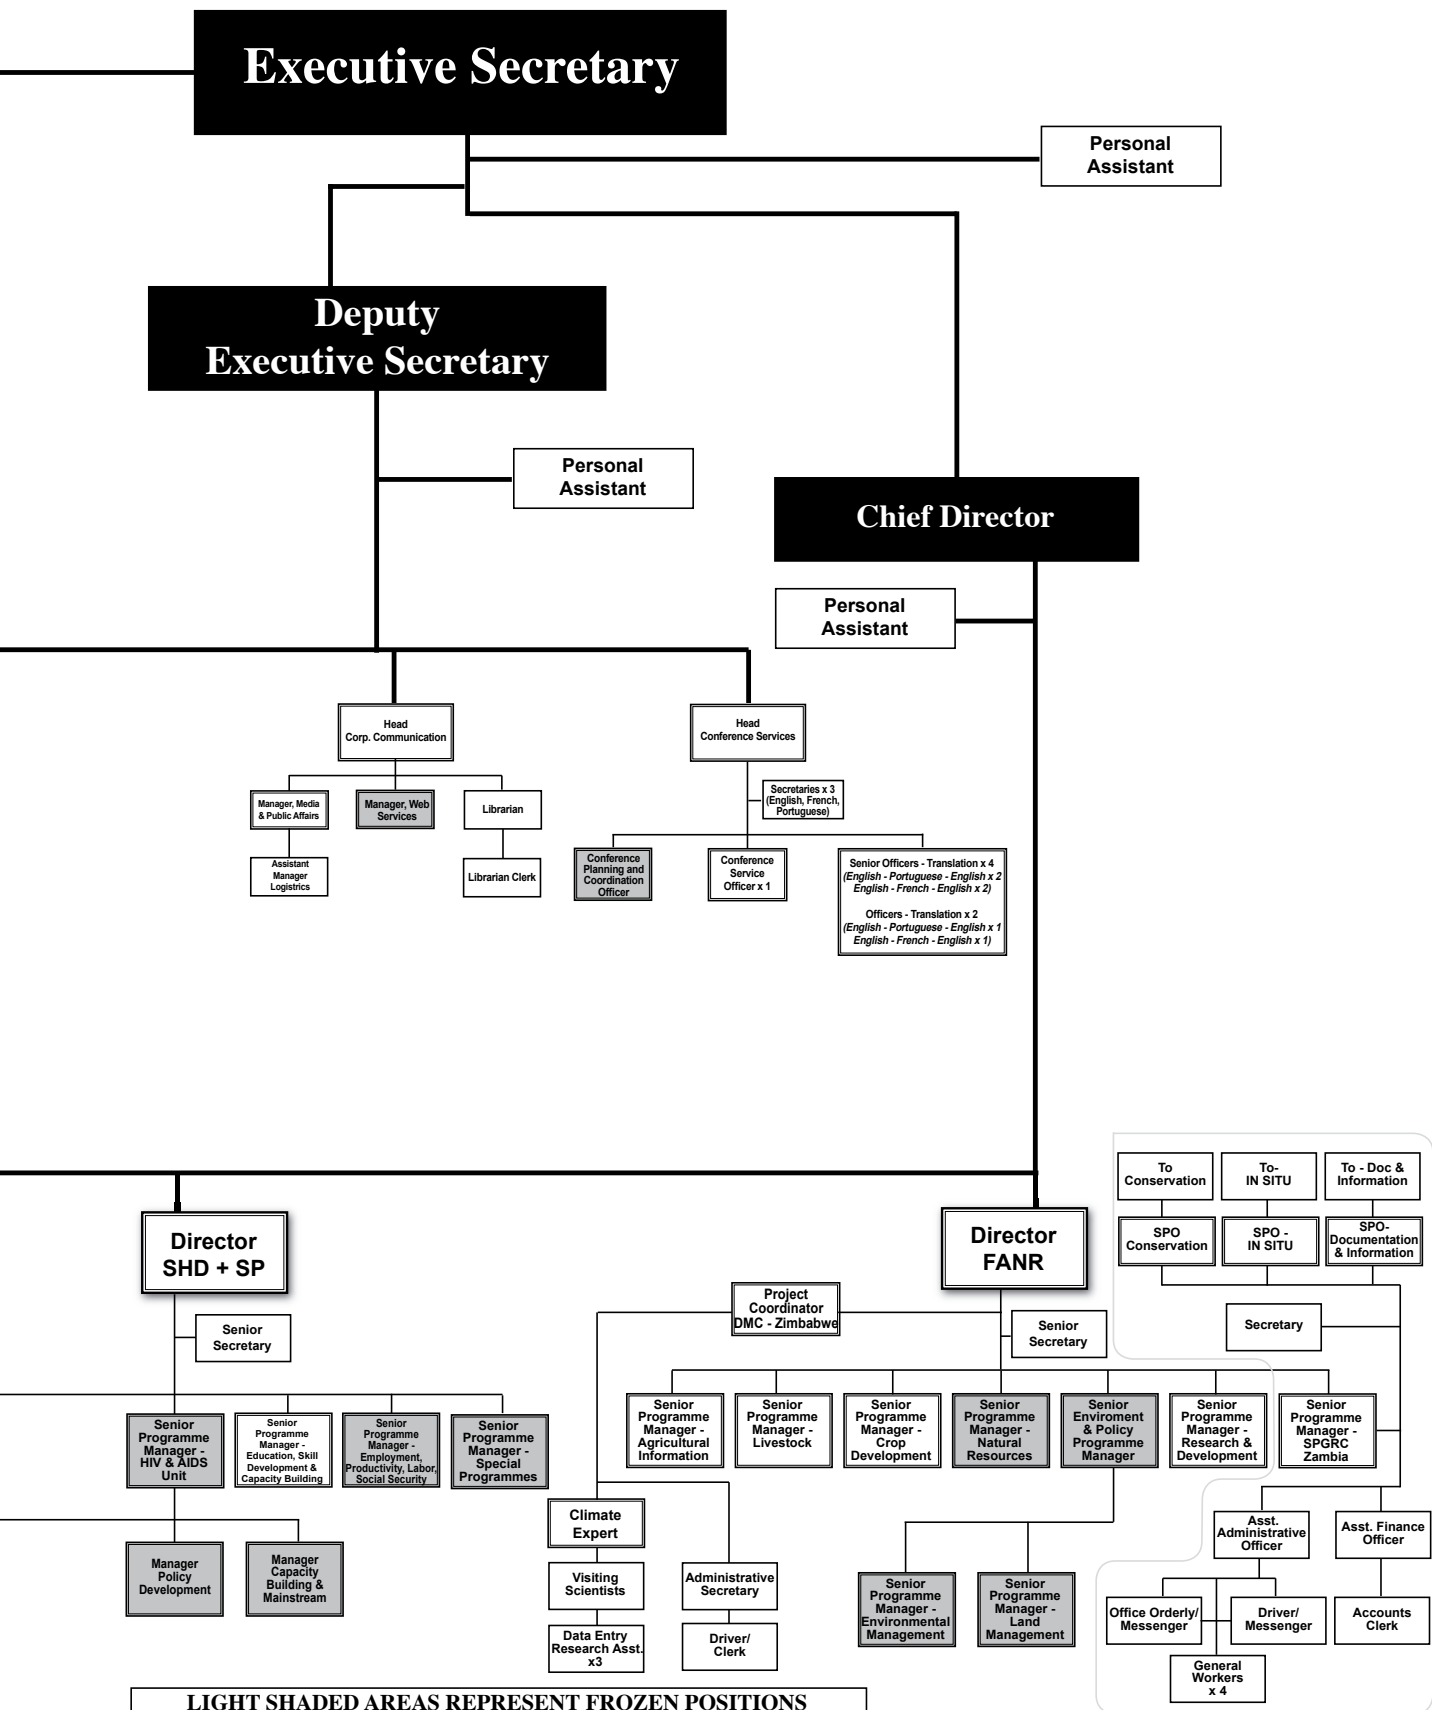 Executive Secretary
Personal
Assistant
Deputy
Executive Secretary
Personal
Assistant
Chief Director
Personal
Assistant
Head
Corp. Communication
Head
Conference Services
Manager, Media
& Public Affairs
Manager, Web
Services
Librarian
Secretaries x 3
(English, French,
Portuguese)
Assistant
Manager
Logistrics
Librarian Clerk
Conference
Planning and
Coordination
Officer
Conference
Service
Officer x 1
Senior Officers - Translation x 4
(English - Portuguese - English x 2
English - French - English x 2)
Officers - Translation x 2
(English - Portuguese - English x 1
English - French - English x 1)
To
Conservation
To-
IN SITU
To - Doc &
Information
SPO
Conservation
SPO -
IN SITU
SPO-
Documentation
& Information
Director
SHD + SP
Director
FANR
Project
Coordinator
DMC - Zimbabwe
Senior
Secretary
Senior
Secretary
Secretary
Senior
Programme
Manager -
HIV & AIDS
Unit
Senior
Programme
Manager -
Education, Skill
Development &
Capacity Building
Senior
Programme
Manager -
Employment,
Productivity, Labor,
Social Security
Senior
Programme
Manager -
Special
Programmes
Senior
Programme
Manager -
Agricultural
Information
Senior
Programme
Manager -
Livestock
Senior
Programme
Manager -
Crop
Development
Senior
Programme
Manager -
Natural
Resources
Senior
Enviroment
& Policy
Programme
Manager
Senior
Programme
Manager -
Research &
Development
Senior
Programme
Manager -
SPGRC
Zambia
Climate
Expert
Asst.
Administrative
Officer
Asst. Finance
Officer
Manager
Policy
Development
Manager
Capacity
Building &
Mainstream
Visiting
Scientists
Administrative
Secretary
Senior
Programme
Manager -
Environmental
Management
Senior
Programme
Manager -
Land
Management
Office Orderly/
Messenger
Driver/
Messenger
Accounts
Clerk
Data Entry
Research Asst.
x3
Driver/
Clerk
General
Workers
x 4
LIGHT SHADED AREAS REPRESENT FROZEN POSITIONS